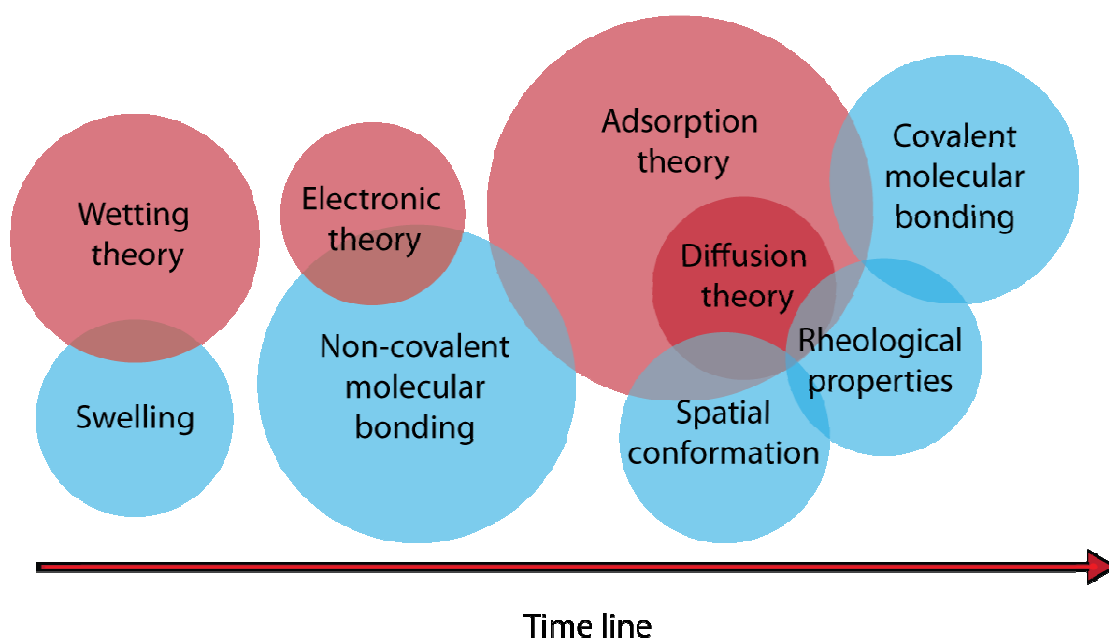 Wetting
theory
Swelling
Electronic
theory
Non-covalent
molecular
bonding
Adsorption
theory
Diffusion
theory
Spatial
conformation
Rheological
properties
Covalent
molecular
bonding
Time line